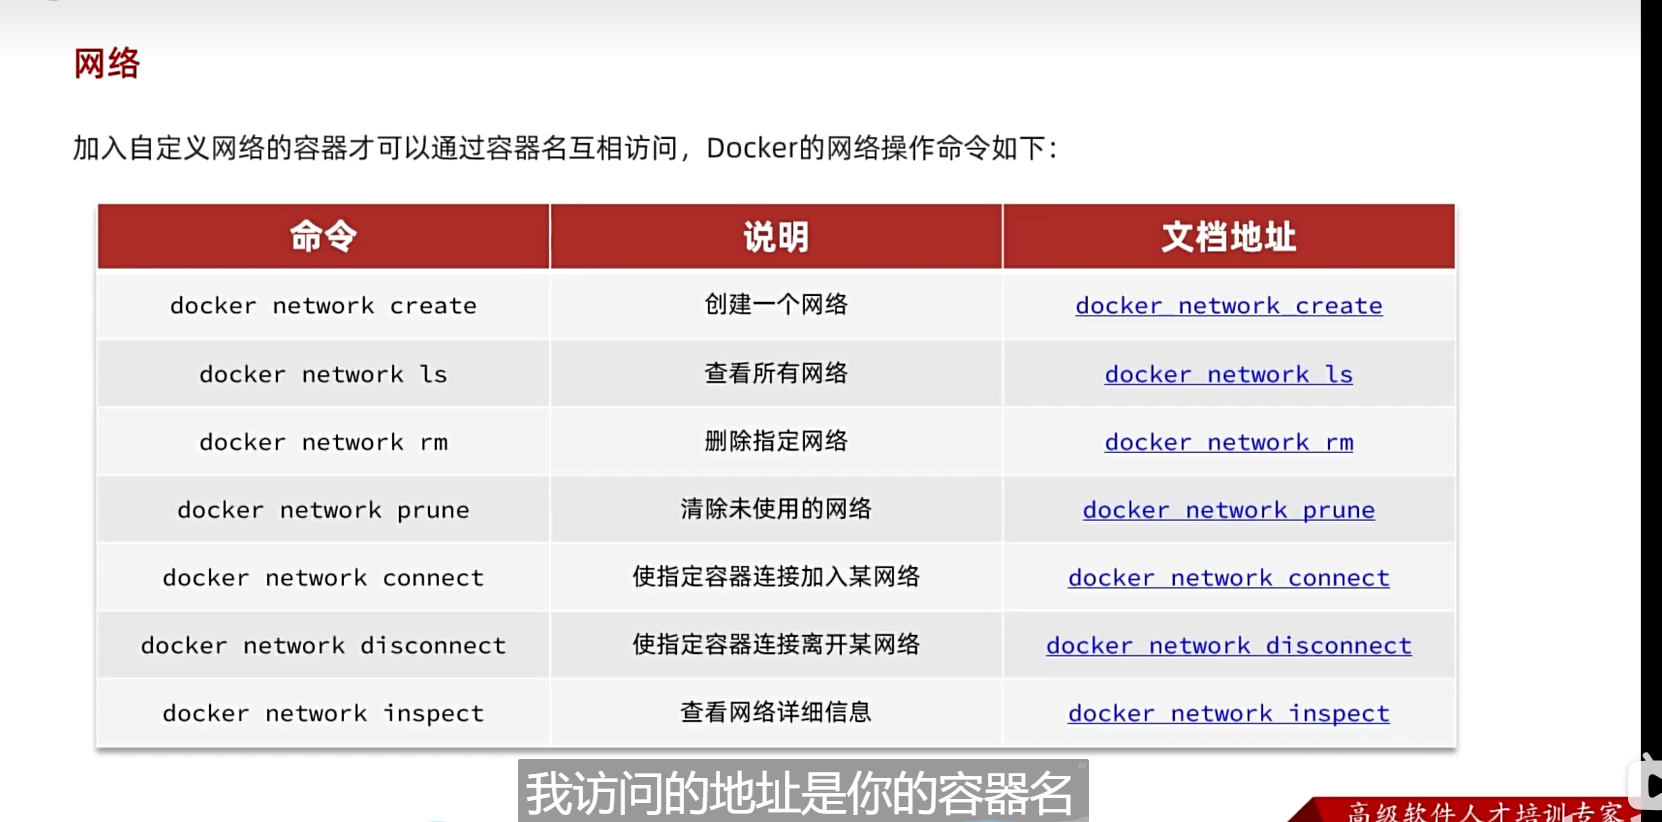 网络
加入自定义网络的容器才可以通过容器名互相访问，Docker的网络操作命令如下：
命令 说明 文档地址
docker network create 创建一个网络 docker network create
docker network ls 查看所有网络 docker network ls
docker network rm 删除指定网络 docker network rm
docker network prune 清除未使用的网络 docker network prune
docker network connect 使指定容器连接加入某网络 docker network connect
docker network disconnect 使指定容器连接离开某网络 docker network disconnect
docker network inspect 查看网络详细信息 docker network inspect
AI
我访问的地址是你的容器名
高级软件人才培训专家